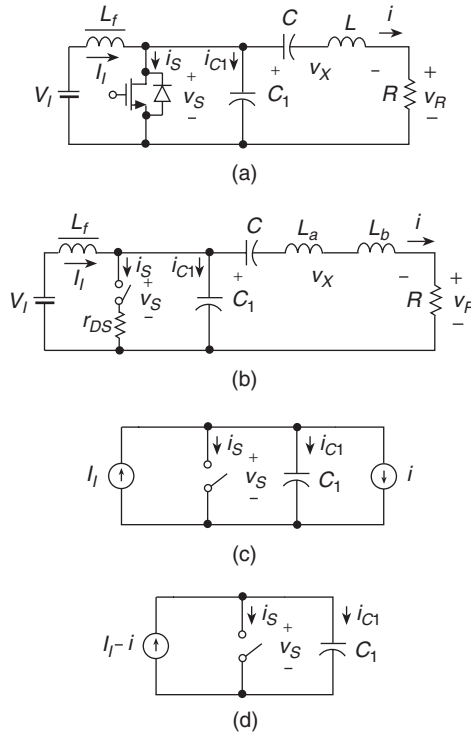 L_f
C
L
i
I_I
i_S
i_C1
V_I
+
v_S
−
+
C_1
v_X
−
R
+
v_R
−
(a)
L_f
C
L_a
L_b
i
I_I
i_S
i_C1
V_I
+
v_S
−
r_DS
+
C_1
v_X
−
R
+
−
(b)
I_I
i_S
+
v_S
−
i_C1
C_1
i
(c)
I_I – i
i_S
+
v_S
−
i_C1
C_1
(d)